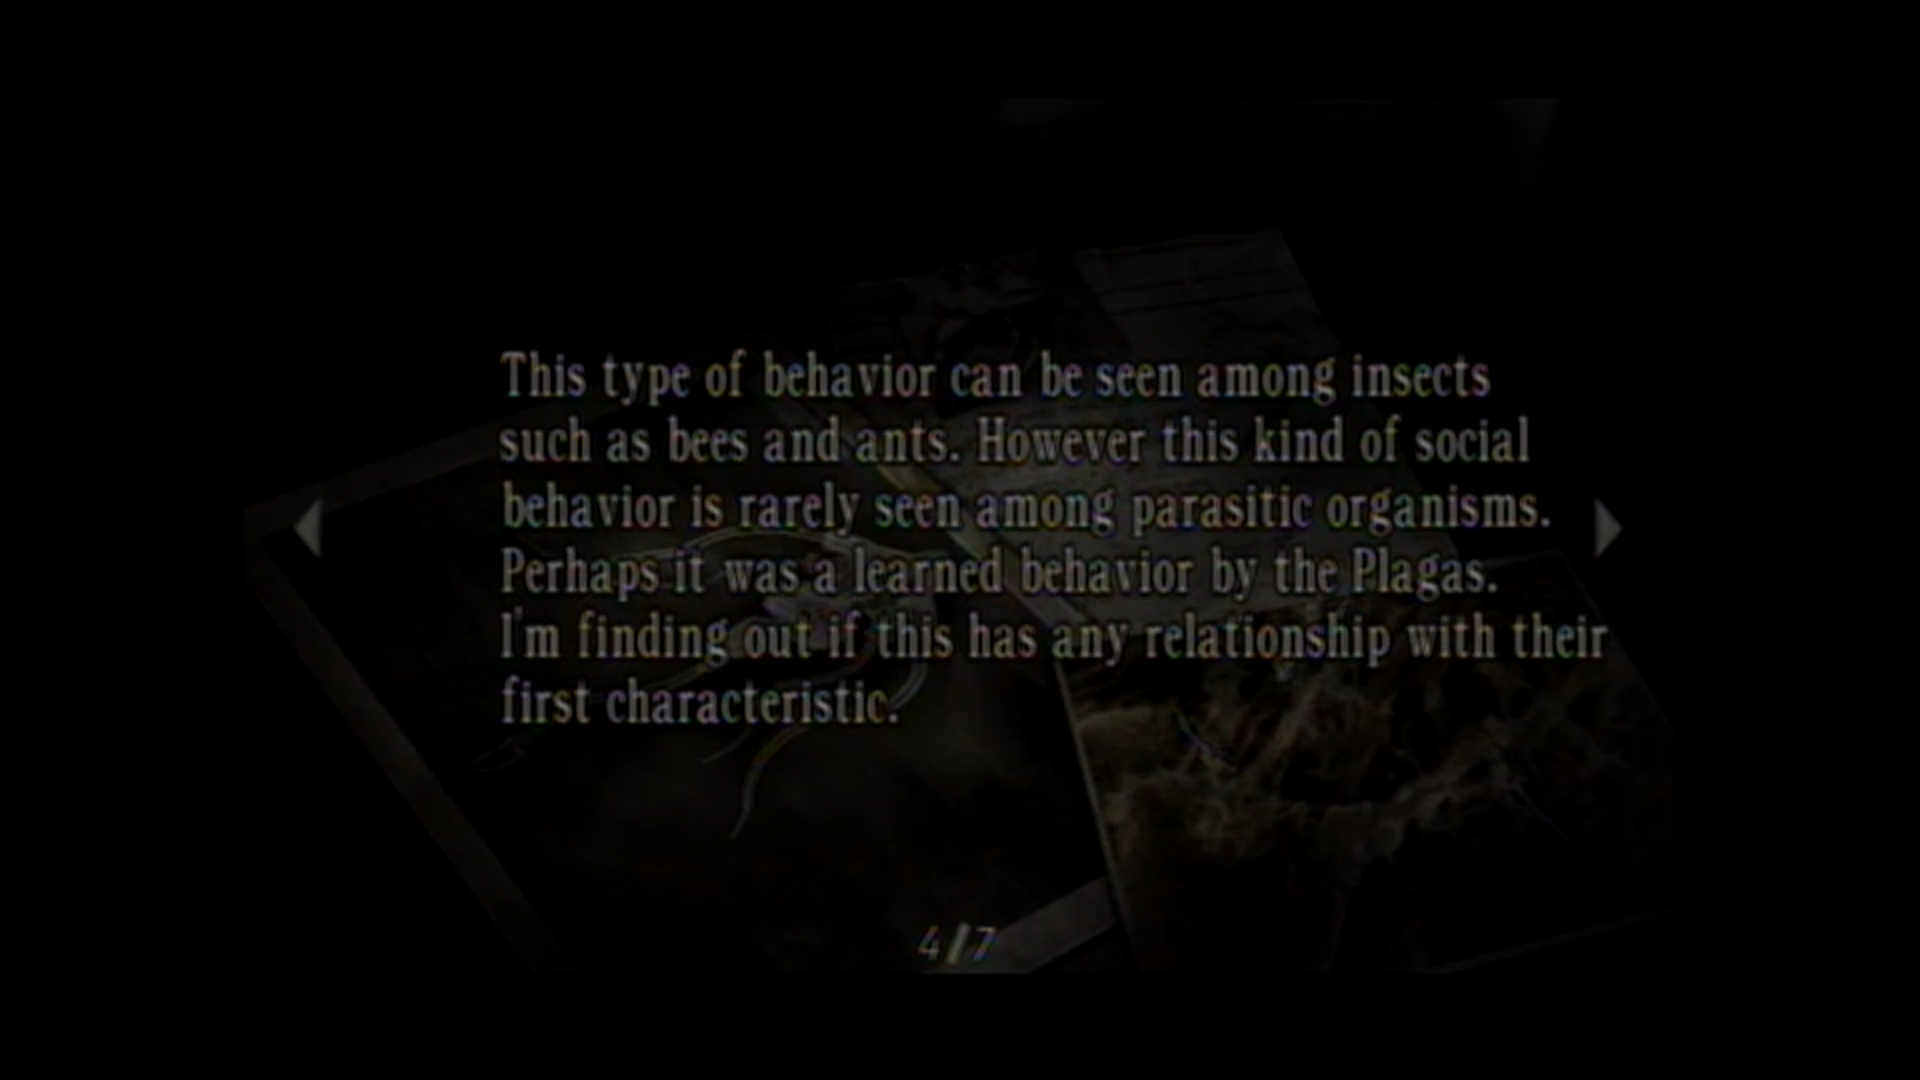 This type of behavior can be seen among insects
such as bees and ants. However this kind of social
behavior is rarely seen among parasitic organisms.
Perhaps it was a learned behavior by the Plagas.
I'm finding out if this has any relationship with their
first characteristic.
4/7